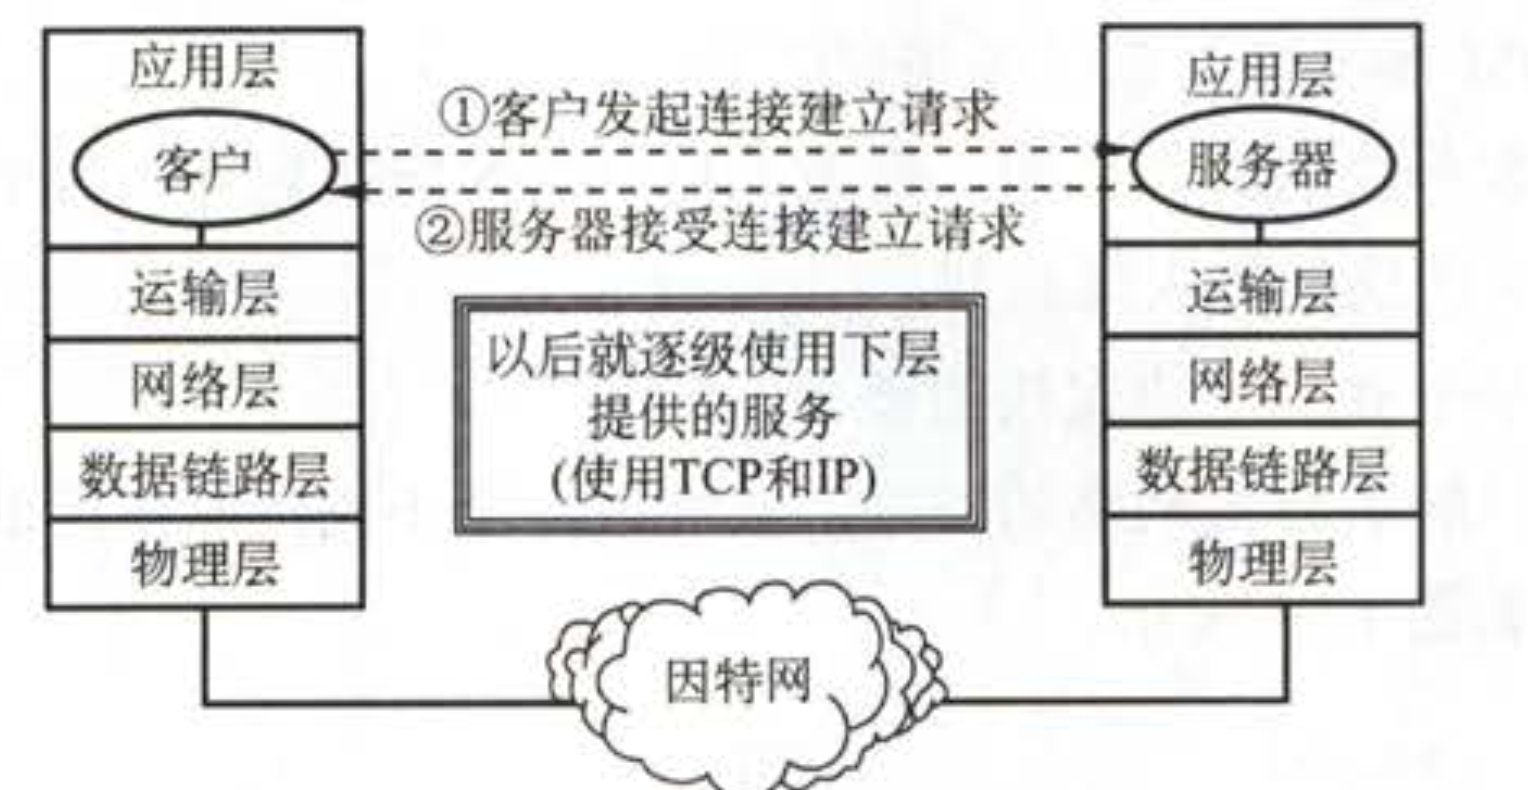 应用层
客户
运输层
网络层
数据链路层
物理层
①客户发起连接建立请求
②服务器接受连接建立请求
以后就逐级使用下层
提供的服务
(使用TCP和IP)
因特网
应用层
服务器
运输层
网络层
数据链路层
物理层